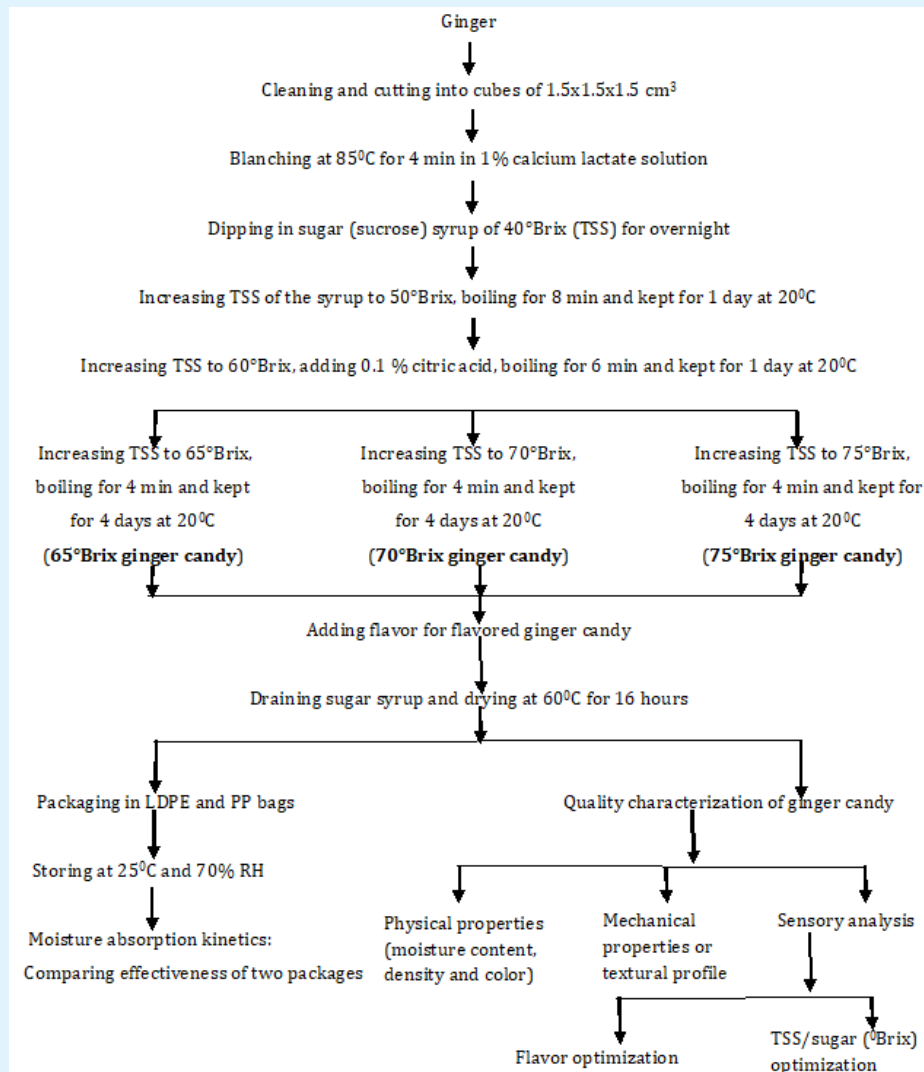 Ginger
Cleaning and cutting into cubes of 1.5x1.5x1.5 cm³
Blanching at 85⁰C for 4 min in 1% calcium lactate solution
Dipping in sugar (sucrose) syrup of 40°Brix (TSS) for overnight
Increasing TSS of the syrup to 50°Brix, boiling for 8 min and kept for 1 day at 20⁰C
Increasing TSS to 60°Brix, adding 0.1 % citric acid, boiling for 6 min and kept for 1 day at 20⁰C
Increasing TSS to 65°Brix,
boiling for 4 min and kept
for 4 days at 20⁰C
(65°Brix ginger candy)
Increasing TSS to 70°Brix,
boiling for 4 min and kept
for 4 days at 20⁰C
(70°Brix ginger candy)
Increasing TSS to 75°Brix,
boiling for 4 min and kept for
4 days at 20⁰C
(75°Brix ginger candy)
Adding flavor for flavored ginger candy
Draining sugar syrup and drying at 60⁰C for 16 hours
Packaging in LDPE and PP bags
Storing at 25⁰C and 70% RH
Moisture absorption kinetics:
Comparing effectiveness of two packages
Quality characterization of ginger candy
Physical properties
(moisture content,
density and color)
Mechanical
properties or
textural profile
Sensory analysis
Flavor optimization
TSS/sugar (⁰Brix)
optimization